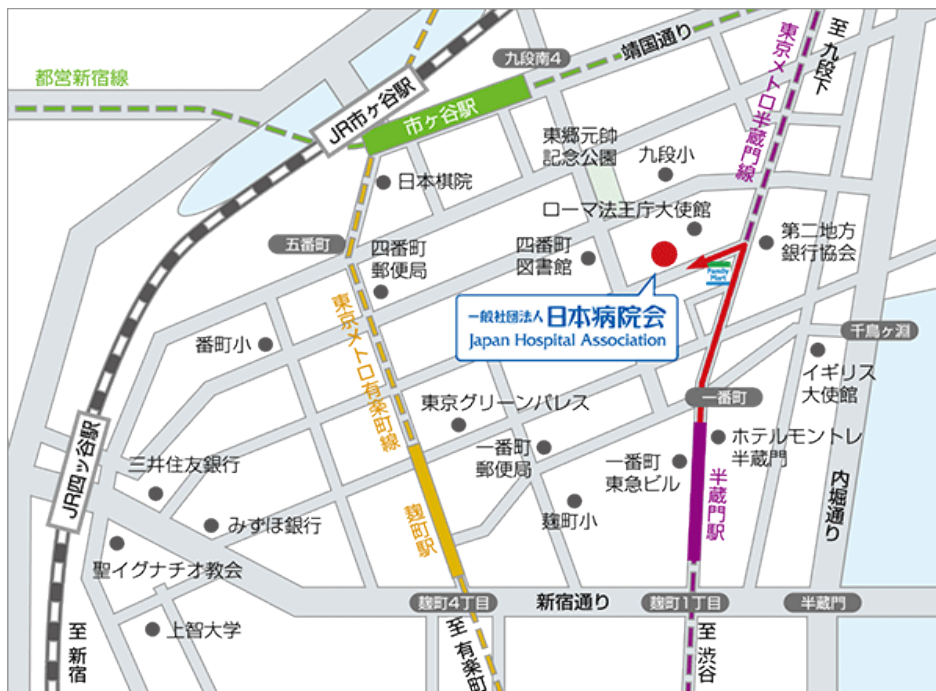 都営新宿線
JR市ヶ谷駅
市ヶ谷駅
九段南4
靖国通り
東京メトロ半蔵門線
至 九段下
東郷元帥
記念公園
九段小
日本棋院
ローマ法王庁大使館
第二地方
銀行協会
五番町
四番町
郵便局
四番町
図書館
Family
Mart
一般社団法人 日本病院会
Japan Hospital Association
千鳥ヶ淵
番町小
東京メトロ有楽町線
イギリス
大使館
一番町
東京グリーンパレス
ホテルモントレ
半蔵門
一番町
郵便局
一番町
東急ビル
JR四ッ谷駅
三井住友銀行
麹町駅
半蔵門駅
内堀通り
みずほ銀行
麹町小
聖イグナチオ教会
麹町4丁目
新宿通り
麹町1丁目
半蔵門
上智大学
至 新宿
至 有楽町
至 渋谷